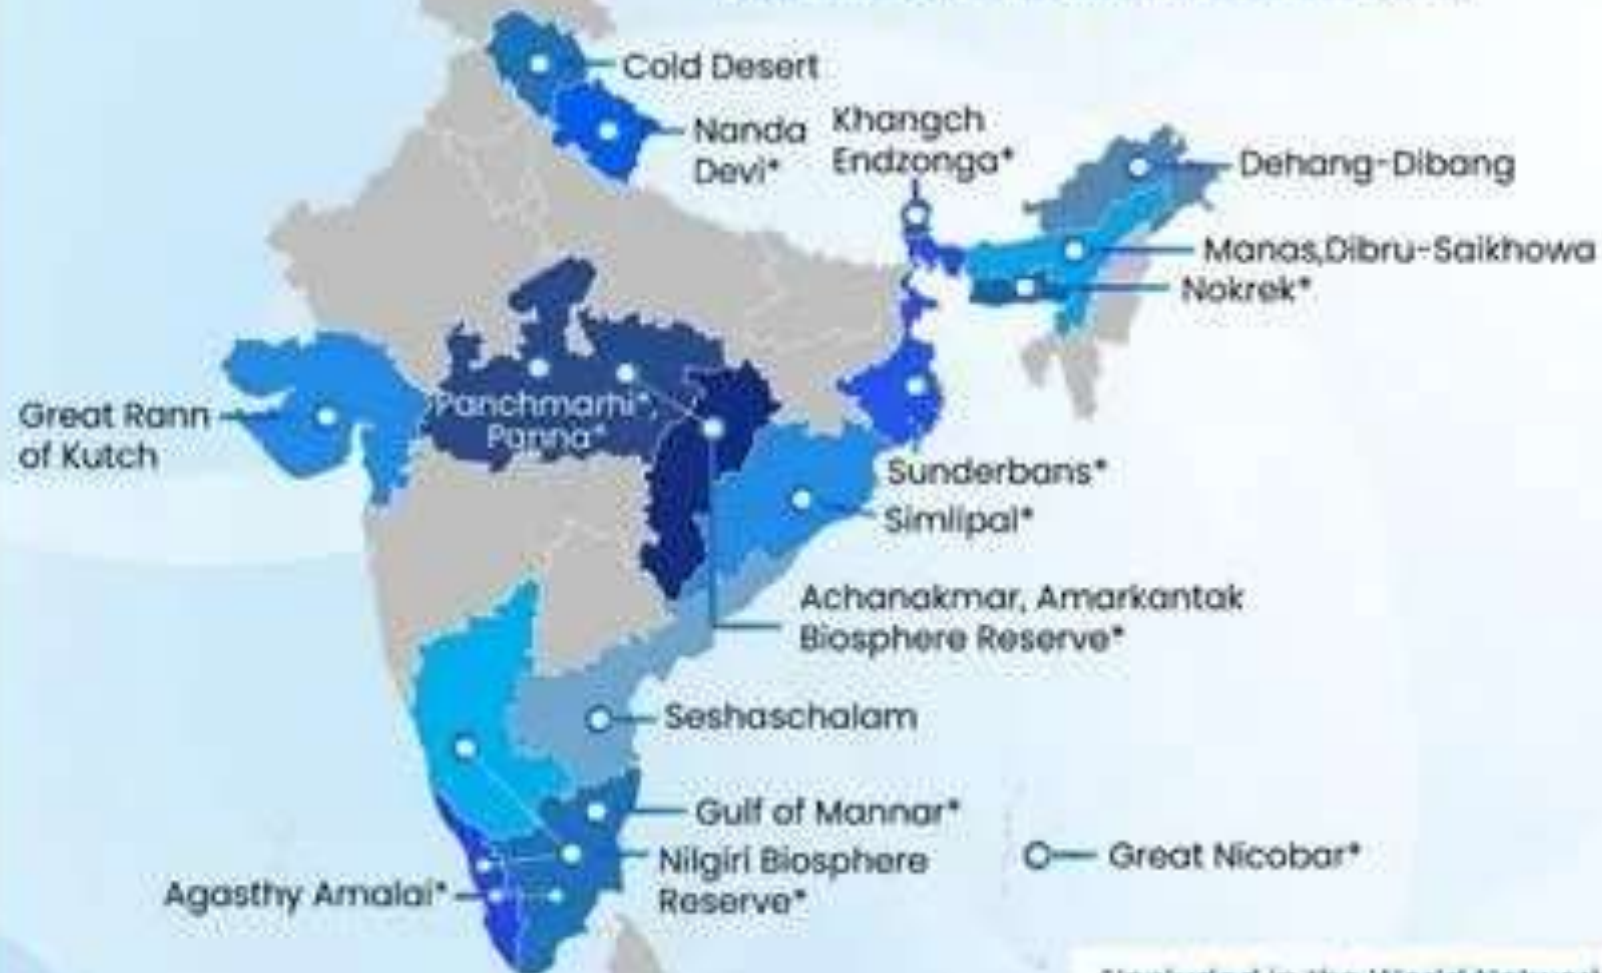 Cold Desert
Nanda
Devi*
Khangch
Endzonga*
Dehang-Dibang
Manas,Dibru-Saikhowa
Nokrek*
Great Rann
of Kutch
Panchmarhi*,
Panna*
Sunderbans*
Simlipal*
Achanakmar, Amarkantak
Biosphere Reserve*
Seshaschalam
Gulf of Mannar*
Nilgiri Biosphere
Reserve*
Agasthy Amalai*
Great Nicobar*